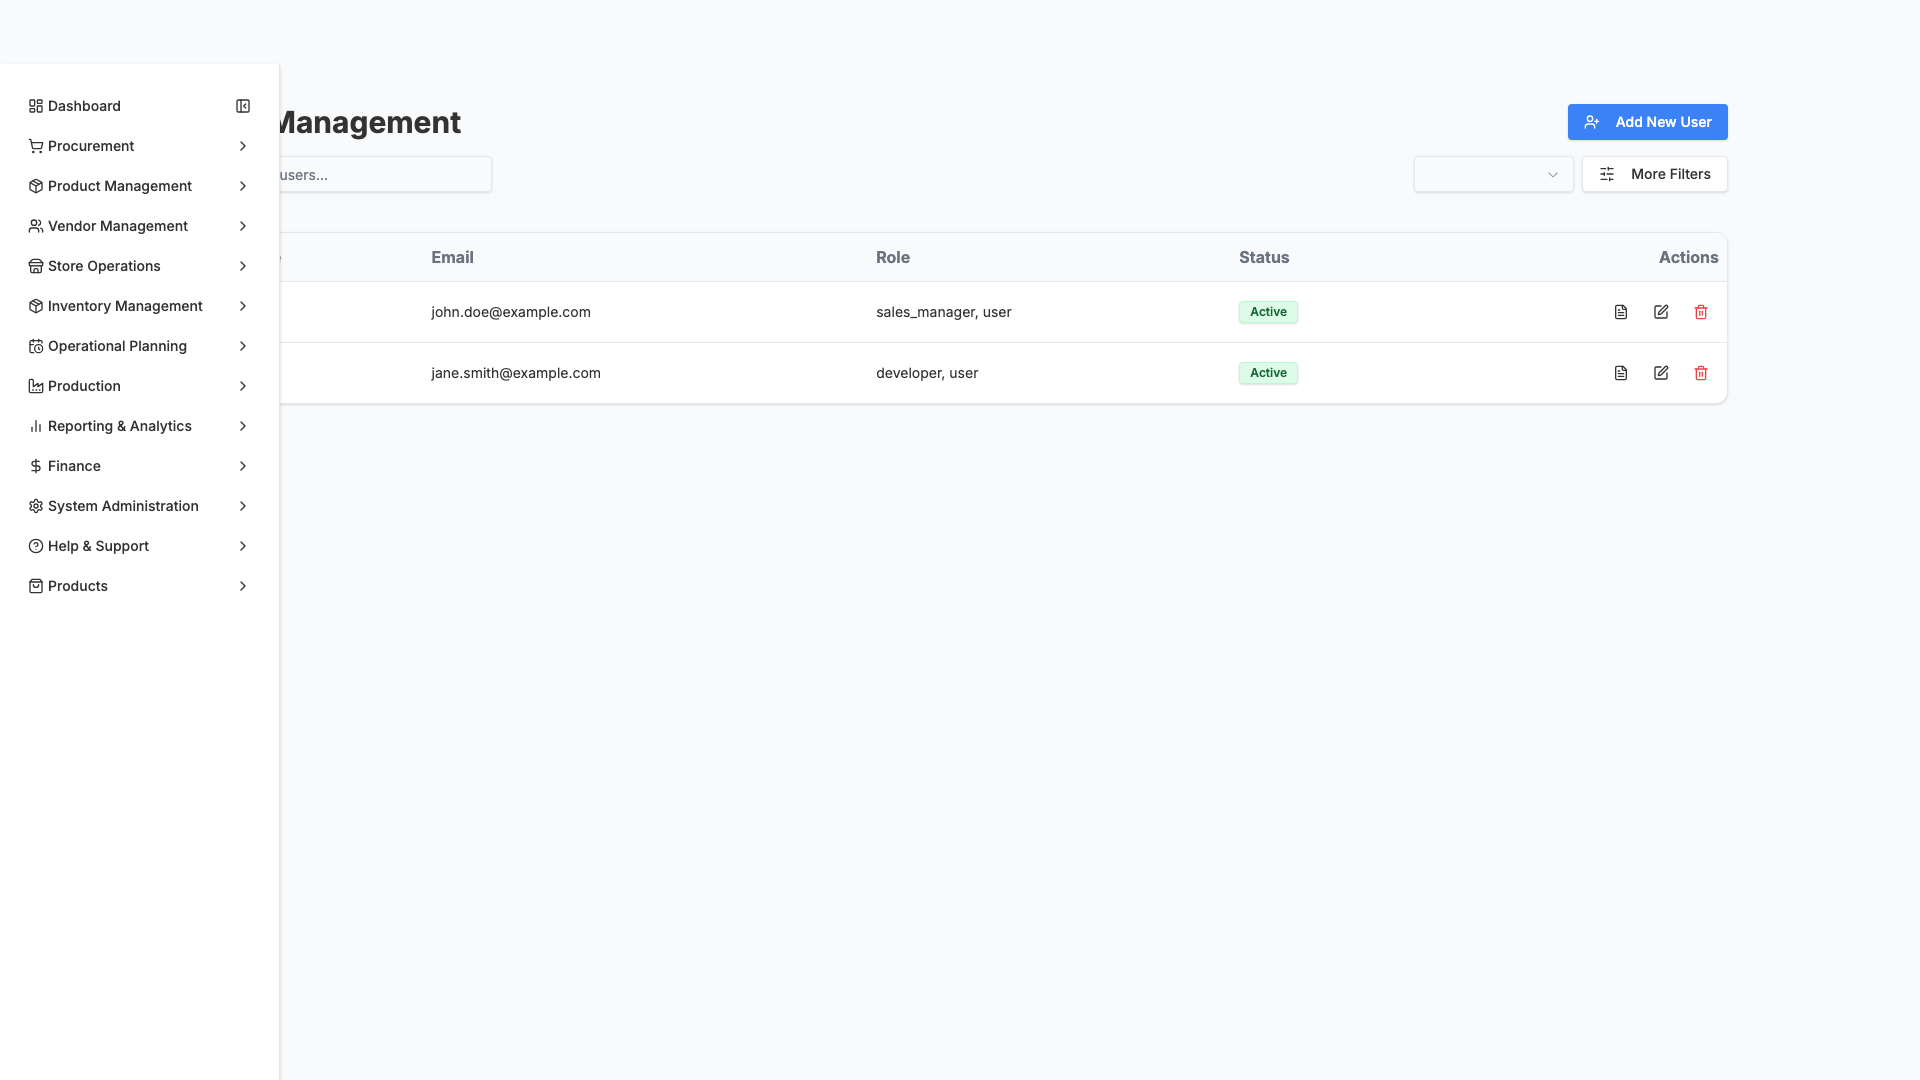 Dashboard
Procurement
Product Management
Vendor Management
Store Operations
Inventory Management
Operational Planning
Production
Reporting & Analytics
Finance
System Administration
Help & Support
Products
Management
Add New User
users...
More Filters
Email Role Status Actions
john.doe@example.com sales_manager, user Active
jane.smith@example.com developer, user Active